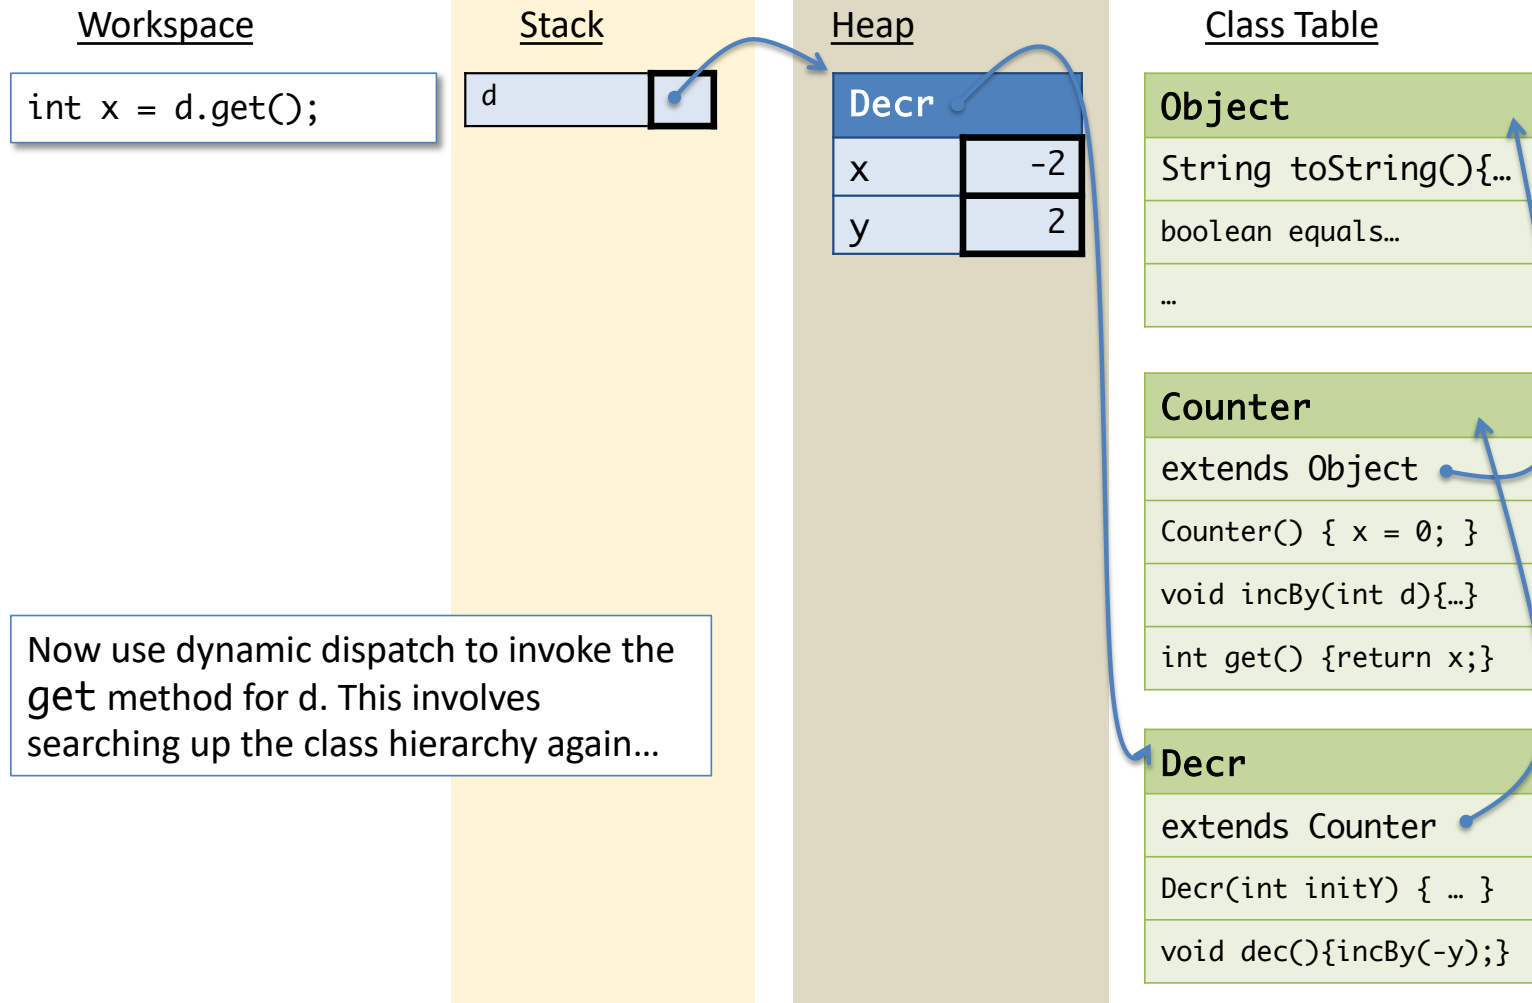 Workspace
Stack
Heap
Class Table
int x = d.get();
d
Decr
x -2
y 2
Object
String toString(){…
boolean equals…
…
Counter
extends Object
Counter() { x = 0; }
void incBy(int d){…}
int get() {return x;}
Now use dynamic dispatch to invoke the
get method for d. This involves
searching up the class hierarchy again…
Decr
extends Counter
Decr(int initY) { … }
void dec(){incBy(-y);}